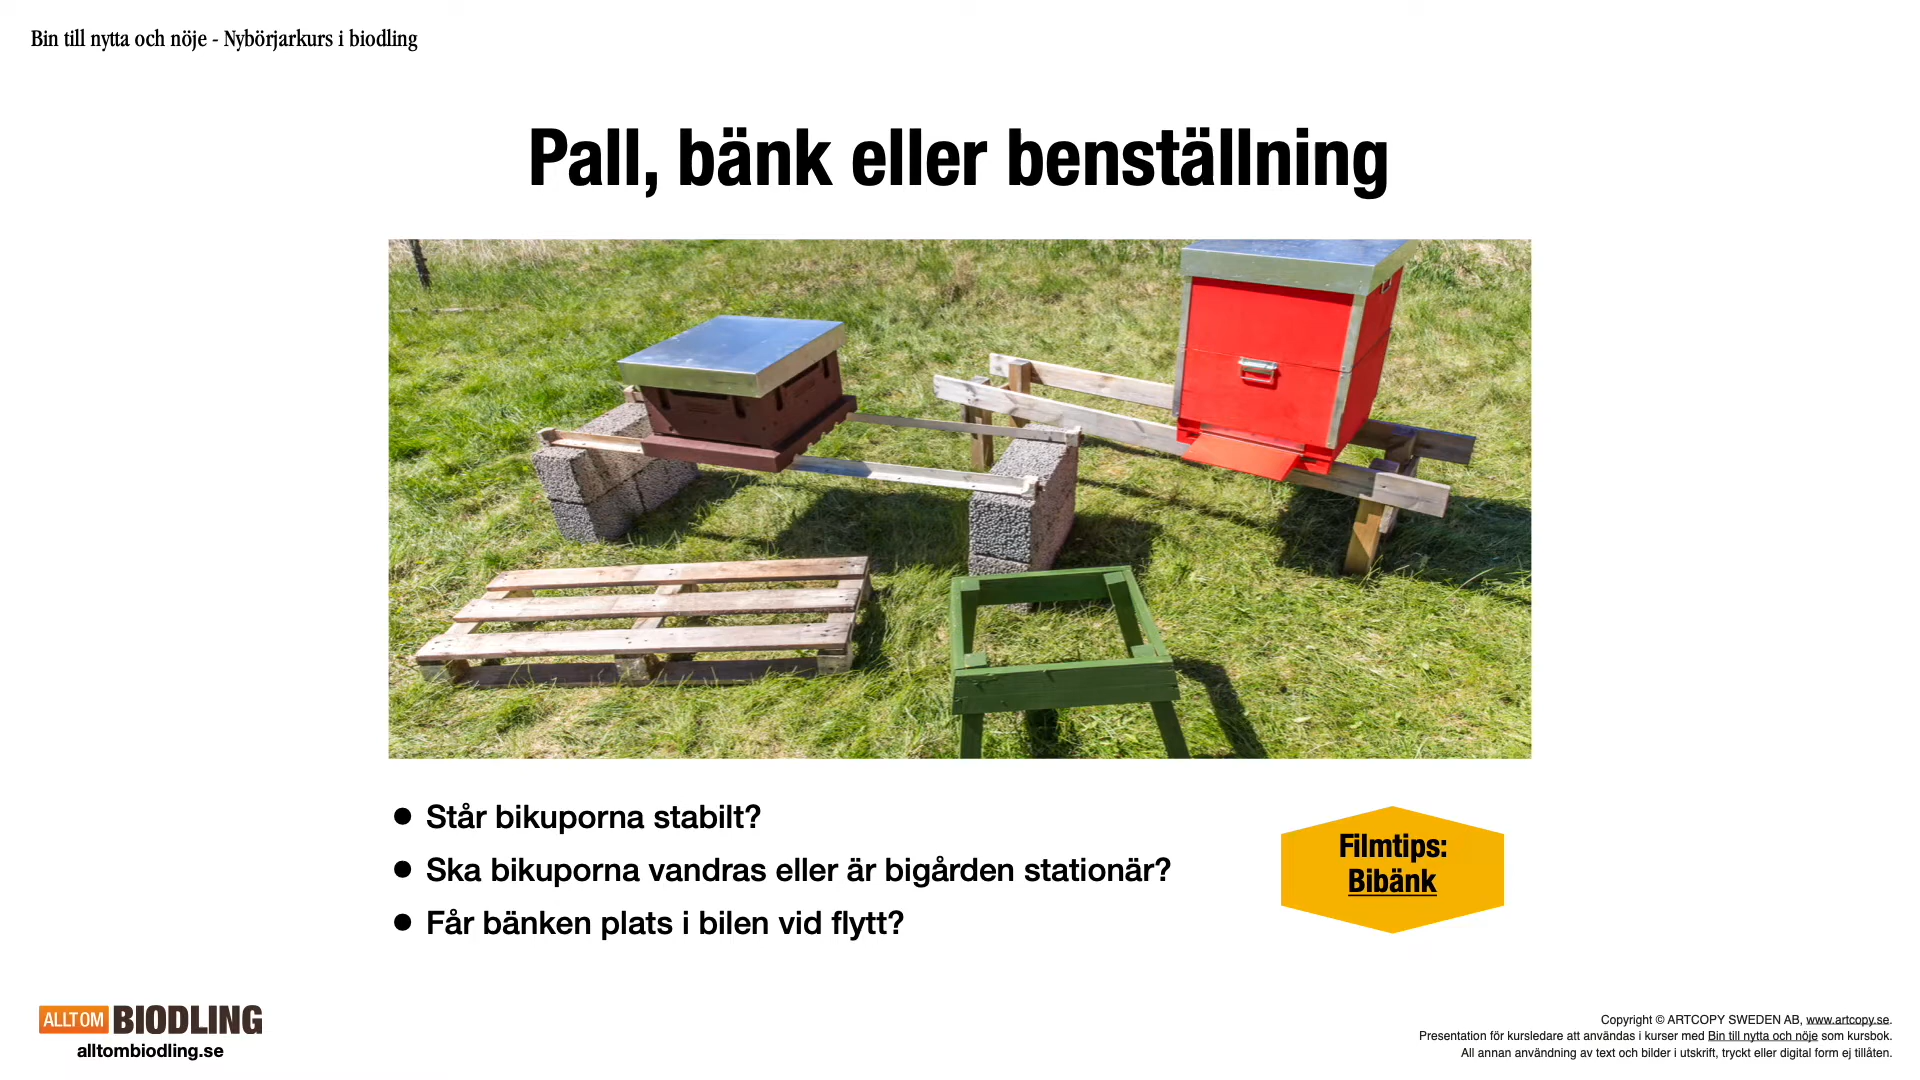 Bin till nytta och nöje - Nybörjarkurs i biodling
Pall, bänk eller benställning
● Står bikuporna stabilt?
● Ska bikuporna vandras eller är bigården stationär?
● Får bänken plats i bilen vid flytt?
Filmtips:
Bibänk
ALLT OM BIODLING
alltombiodling.se
Copyright © ARTCOPY SWEDEN AB, www.artcopy.se.
Presentation för kursledare att användas i kurser med Bin till nytta och nöje som kursbok.
All annan användning av text och bilder i utskrift, tryckt eller digital form ej tillåten.